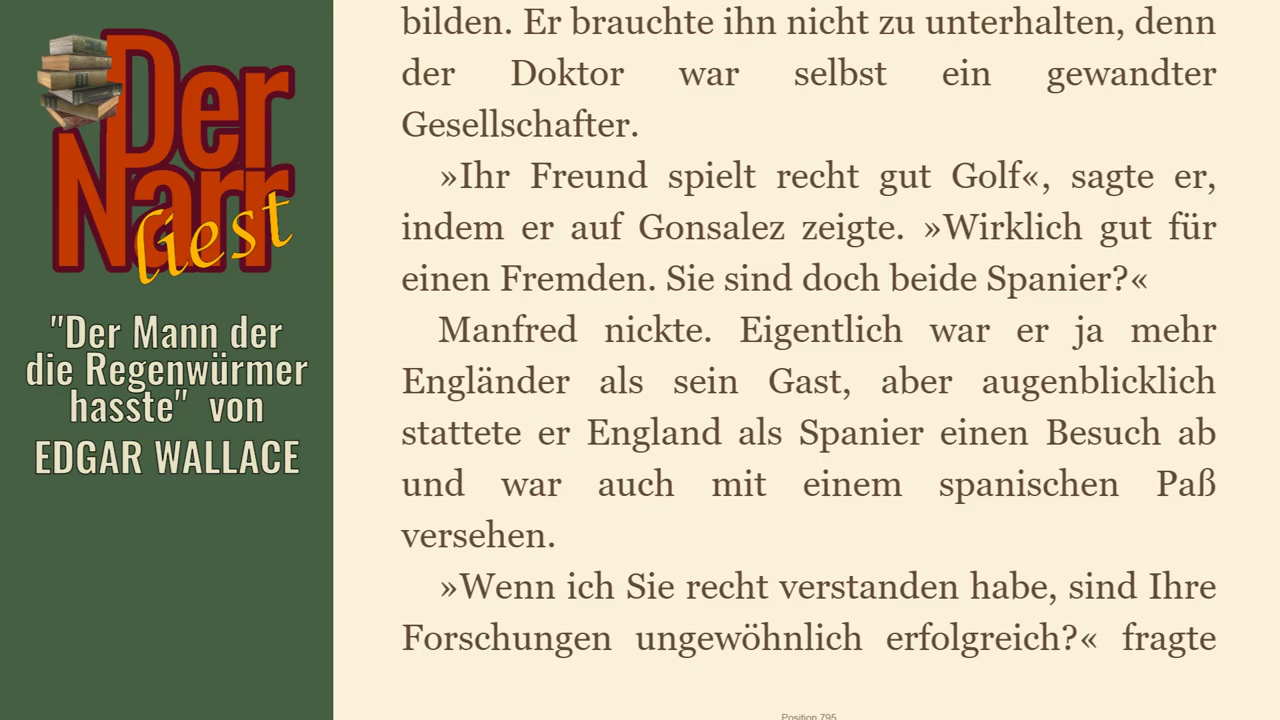 Der
Narr
liest
"Der Mann der
die Regenwürmer
hasste" von
EDGAR WALLACE
bilden. Er brauchte ihn nicht zu unterhalten, denn
der Doktor war selbst ein gewandter
Gesellschafter.
»Ihr Freund spielt recht gut Golf«, sagte er,
indem er auf Gonsalez zeigte. »Wirklich gut für
einen Fremden. Sie sind doch beide Spanier?«
Manfred nickte. Eigentlich war er ja mehr
Engländer als sein Gast, aber augenblicklich
stattete er England als Spanier einen Besuch ab
und war auch mit einem spanischen Paß
versehen.
»Wenn ich Sie recht verstanden habe, sind Ihre
Forschungen ungewöhnlich erfolgreich?« fragte
Position 795